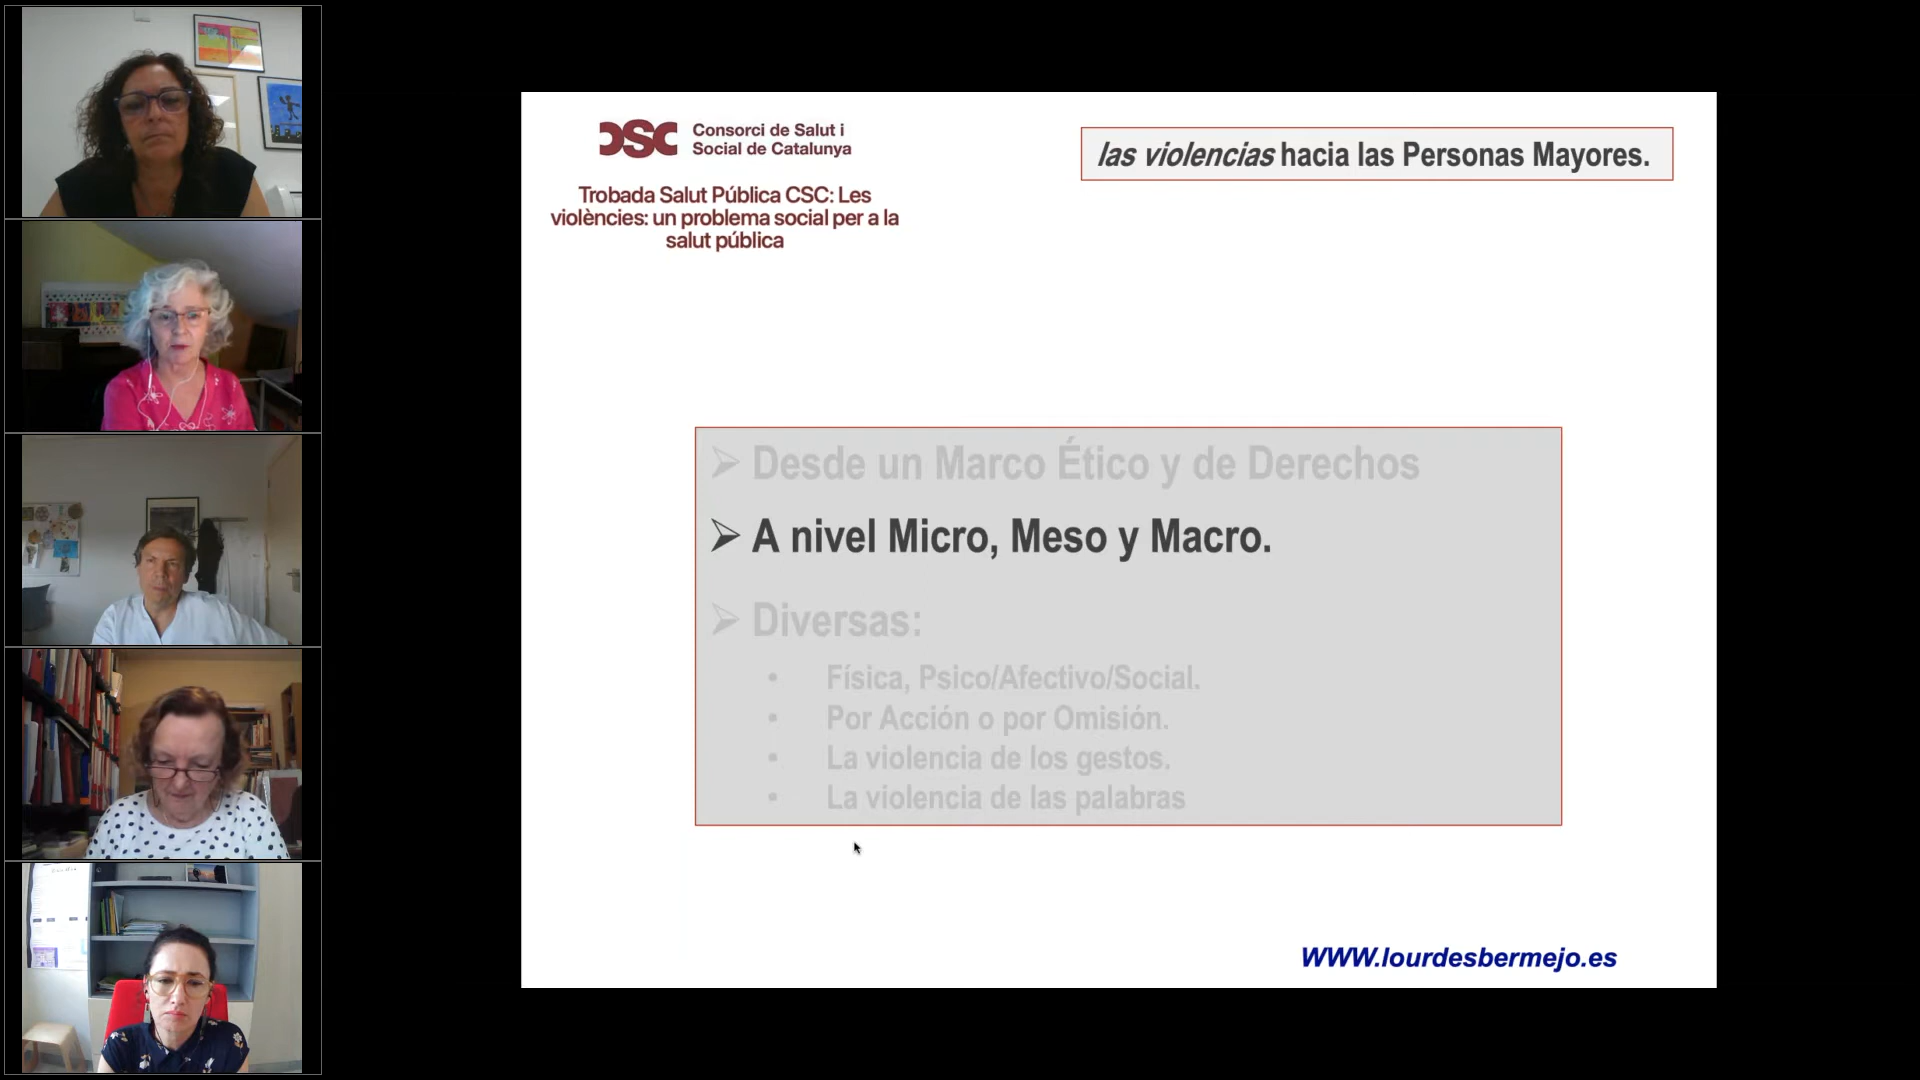 CSC Consorci de Salut i
Social de Catalunya
Trobada Salut Pública CSC: Les
violències: un problema social per a la
salut pública
las violencias hacia las Personas Mayores.
Desde un Marco Ético y de Derechos
A nivel Micro, Meso y Macro.
Diversas:
Física, Psico/Afectivo/Social.
Por Acción o por Omisión.
La violencia de los gestos.
La violencia de las palabras
WWW.lourdesbermejo.es